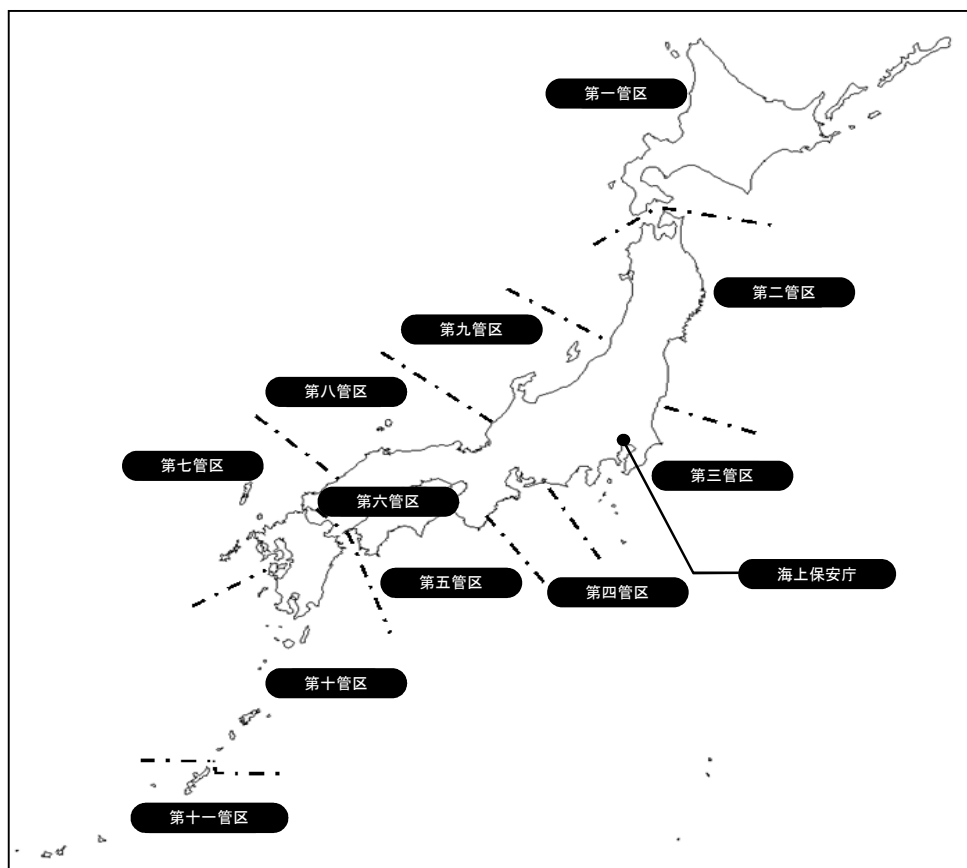 第一管区
第二管区
第九管区
第八管区
第七管区
第三管区
第六管区
海上保安庁
第五管区
第四管区
第十管区
第十一管区